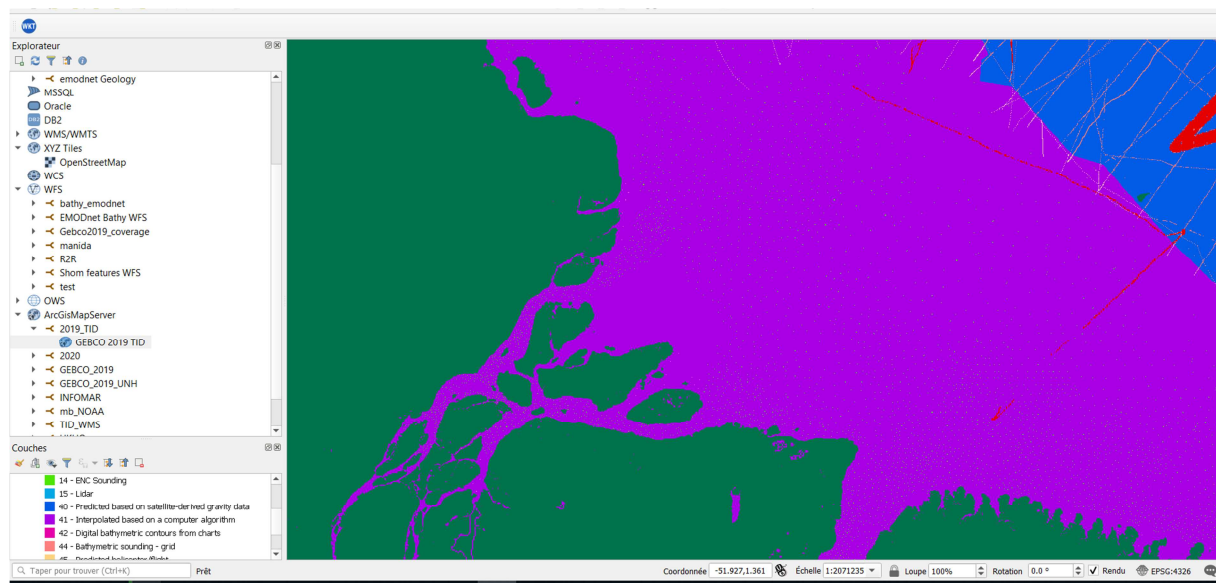 WKT
Explorateur
emodnet Geology
MSSQL
Oracle
DB2 DB2
WMS/WMTS
XYZ Tiles
OpenStreetMap
WCS
WFS
bathy_emodnet
EMODnet Bathy WFS
Gebco2019_coverage
manida
R2R
Shom features WFS
test
OWS
ArcGisMapServer
2019_TID
GEBCO 2019 TID
2020
GEBCO_2019
GEBCO_2019_UNH
INFOMAR
mb_NOAA
TID_WMS
Couches
14 - ENC Sounding
15 - Lidar
40 - Predicted based on satellite-derived gravity data
41 - Interpolated based on a computer algorithm
42 - Digital bathymetric contours from charts
44 - Bathymetric sounding - grid
Taper pour trouver (Ctrl+K) Prêt Coordonnée -51.927,1.361 Échelle 1:2071235 Loupe 100% Rotation 0.0 ° Rendu EPSG:4326